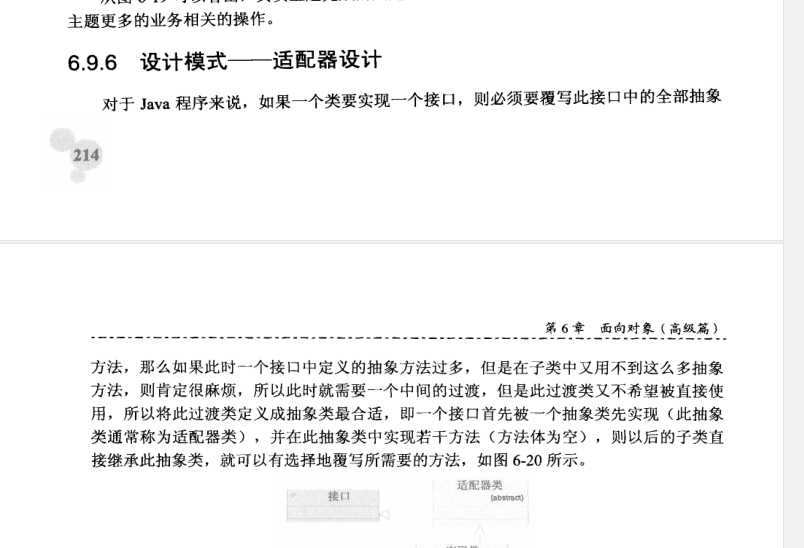 主题更多的业务相关的操作。
6.9.6 设计模式——适配器设计
对于 Java 程序来说，如果一个类要实现一个接口，则必须要覆写此接口中的全部抽象
214
第 6 章 面向对象（高级篇）
方法，那么如果此时一个接口中定义的抽象方法过多，但是在子类中又用不到这么多抽象
方法，则肯定很麻烦，所以此时就需要一个中间的过渡，但是此过渡类又不希望被直接使
用，所以将此过渡类定义成抽象类最合适，即一个接口首先被一个抽象类先实现（此抽象
类通常称为适配器类），并在此抽象类中实现若干方法（方法体为空），则以后的子类直
接继承此抽象类，就可以有选择地覆写所需要的方法，如图 6-20 所示。
接口
适配器类
{abstract}